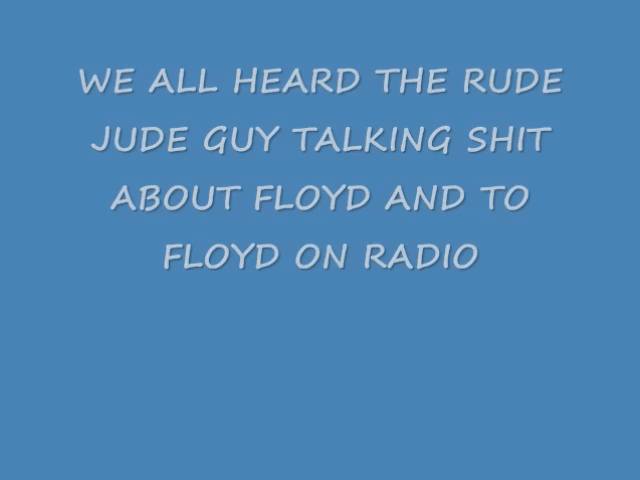 WE ALL HEARD THE RUDE
JUDE GUY TALKING SHIT
ABOUT FLOYD AND TO
FLOYD ON RADIO